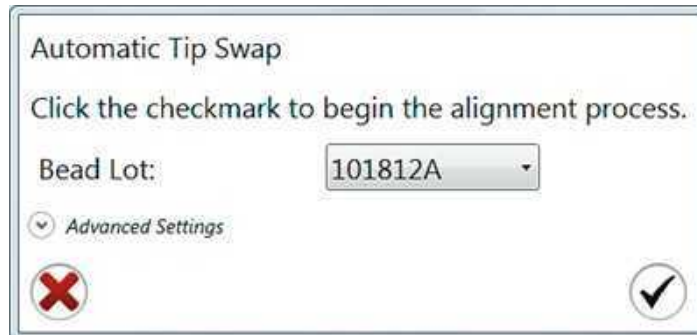 Automatic Tip Swap
Click the checkmark to begin the alignment process.
Bead Lot: 101812A
Advanced Settings